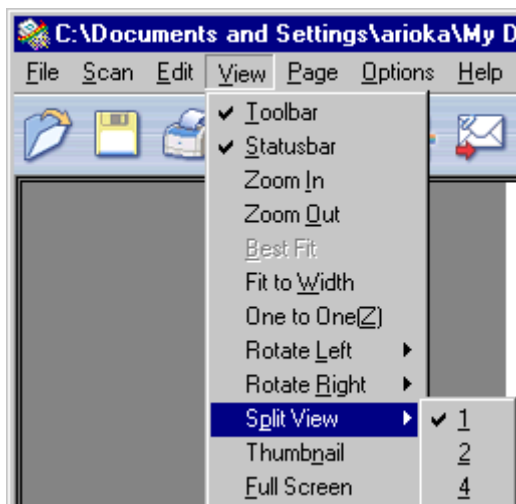 C:\Documents and Settings\arioka\My D
File Scan Edit View Page Options Help
Toolbar
Statusbar
Zoom In
Zoom Out
Best Fit
Fit to Width
One to One(Z)
Rotate Left
Rotate Right
Split View 1
Thumbnail 2
Full Screen 4